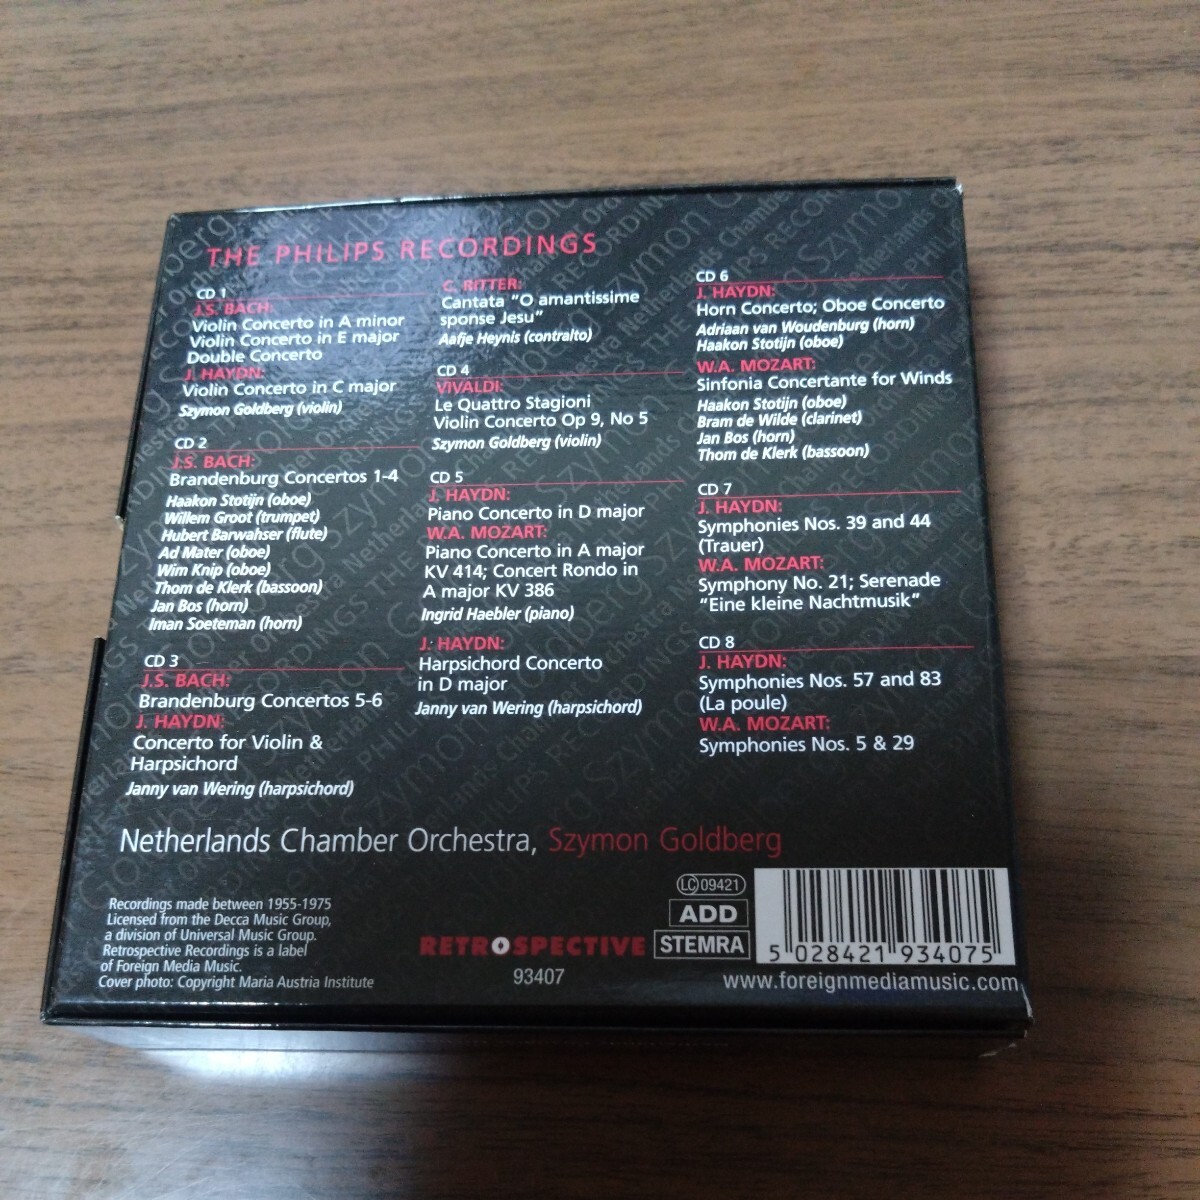 THE PHILIPS RECORDINGS
CD 1
J.S. BACH:
Violin Concerto in A minor
Violin Concerto in E major
Double Concerto
J. HAYDN:
Violin Concerto in C major
Szymon Goldberg (violin)
CD 2
J.S. BACH:
Brandenburg Concertos 1-4
Haakon Stotijn (oboe)
Willem Groot (trumpet)
Hubert Barwahser (flute)
Ad Mater (oboe)
Wim Knip (oboe)
Thom de Klerk (bassoon)
Jan Bos (horn)
Iman Soeteman (horn)
CD 3
J.S. BACH:
Brandenburg Concertos 5-6
J. HAYDN:
Concerto for Violin &
Harpsichord
Janny van Wering (harpsichord)
C. RITTER:
Cantata "O amantissime
sponse Jesu"
Aafje Heynis (contralto)
CD 4
VIVALDI:
Le Quattro Stagioni
Violin Concerto Op 9, No 5
Szymon Goldberg (violin)
CD 5
J. HAYDN:
Piano Concerto in D major
W.A. MOZART:
Piano Concerto in A major
KV 414; Concert Rondo in
A major KV 386
Ingrid Haebler (piano)
J. HAYDN:
Harpsichord Concerto
in D major
Janny van Wering (harpsichord)
CD 6
J. HAYDN:
Horn Concerto; Oboe Concerto
Adriaan van Woudenburg (horn)
Haakon Stotijn (oboe)
W.A. MOZART:
Sinfonia Concertante for Winds
Haakon Stotijn (oboe)
Bram de Wilde (clarinet)
Jan Bos (horn)
Thom de Klerk (bassoon)
CD 7
J. HAYDN:
Symphonies Nos. 39 and 44
(Trauer)
W.A. MOZART:
Symphony No. 21; Serenade
"Eine kleine Nachtmusik"
CD 8
J. HAYDN:
Symphonies Nos. 57 and 83
(La poule)
W.A. MOZART:
Symphonies Nos. 5 & 29
Netherlands Chamber Orchestra, Szymon Goldberg
Recordings made between 1955-1975
Licensed from the Decca Music Group,
a division of Universal Music Group.
Retrospective Recordings is a label
of Foreign Media Music.
Cover photo: Copyright Maria Austria Institute
RETROSPECTIVE
93407
LC 09421
ADD
STEMRA
5 028421 934075
www.foreignmediamusic.com